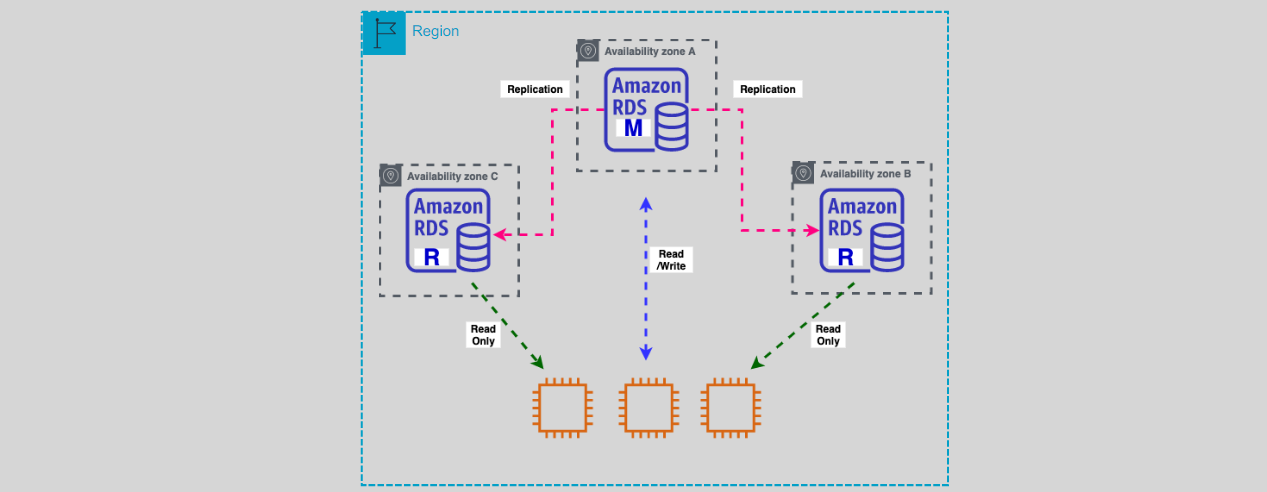 Region
Availability zone A
Replication
Replication
Amazon
RDS
M
Availability zone C
Amazon
RDS
R
Availability zone B
Amazon
RDS
R
Read
/Write
Read
Only
Read
Only